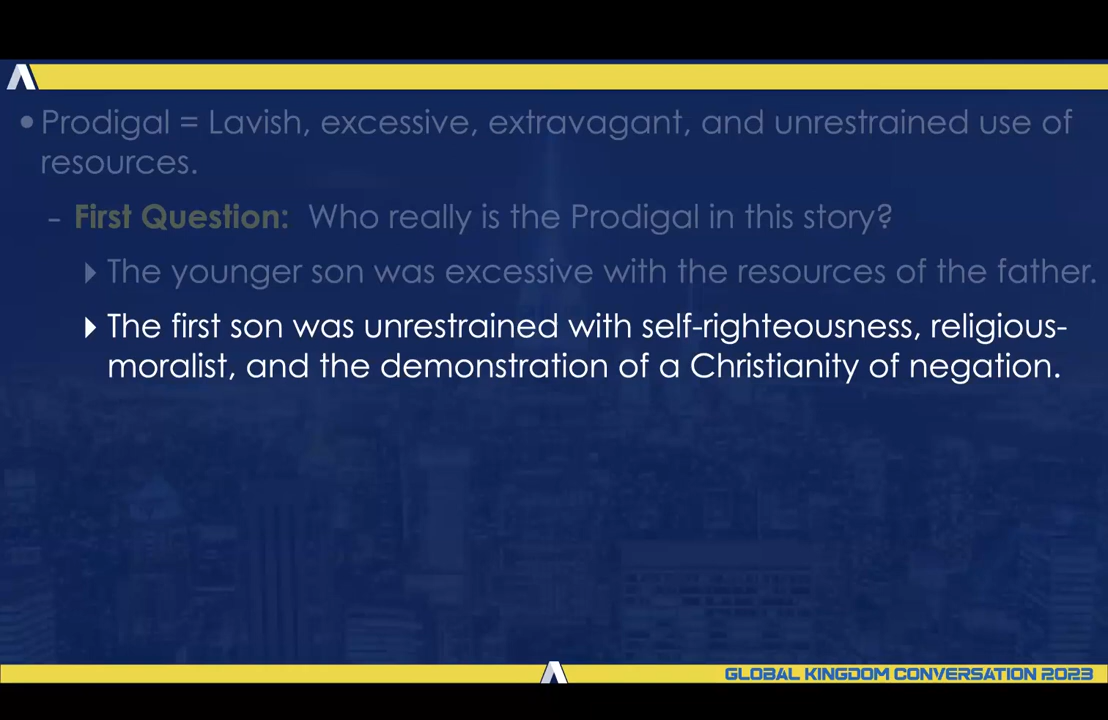 • Prodigal = Lavish, excessive, extravagant, and unrestrained use of
resources.
- First Question: Who really is the Prodigal in this story?
The younger son was excessive with the resources of the father.
The first son was unrestrained with self-righteousness, religious-
moralist, and the demonstration of a Christianity of negation.
GLOBAL KINGDOM CONVERSATION 2023